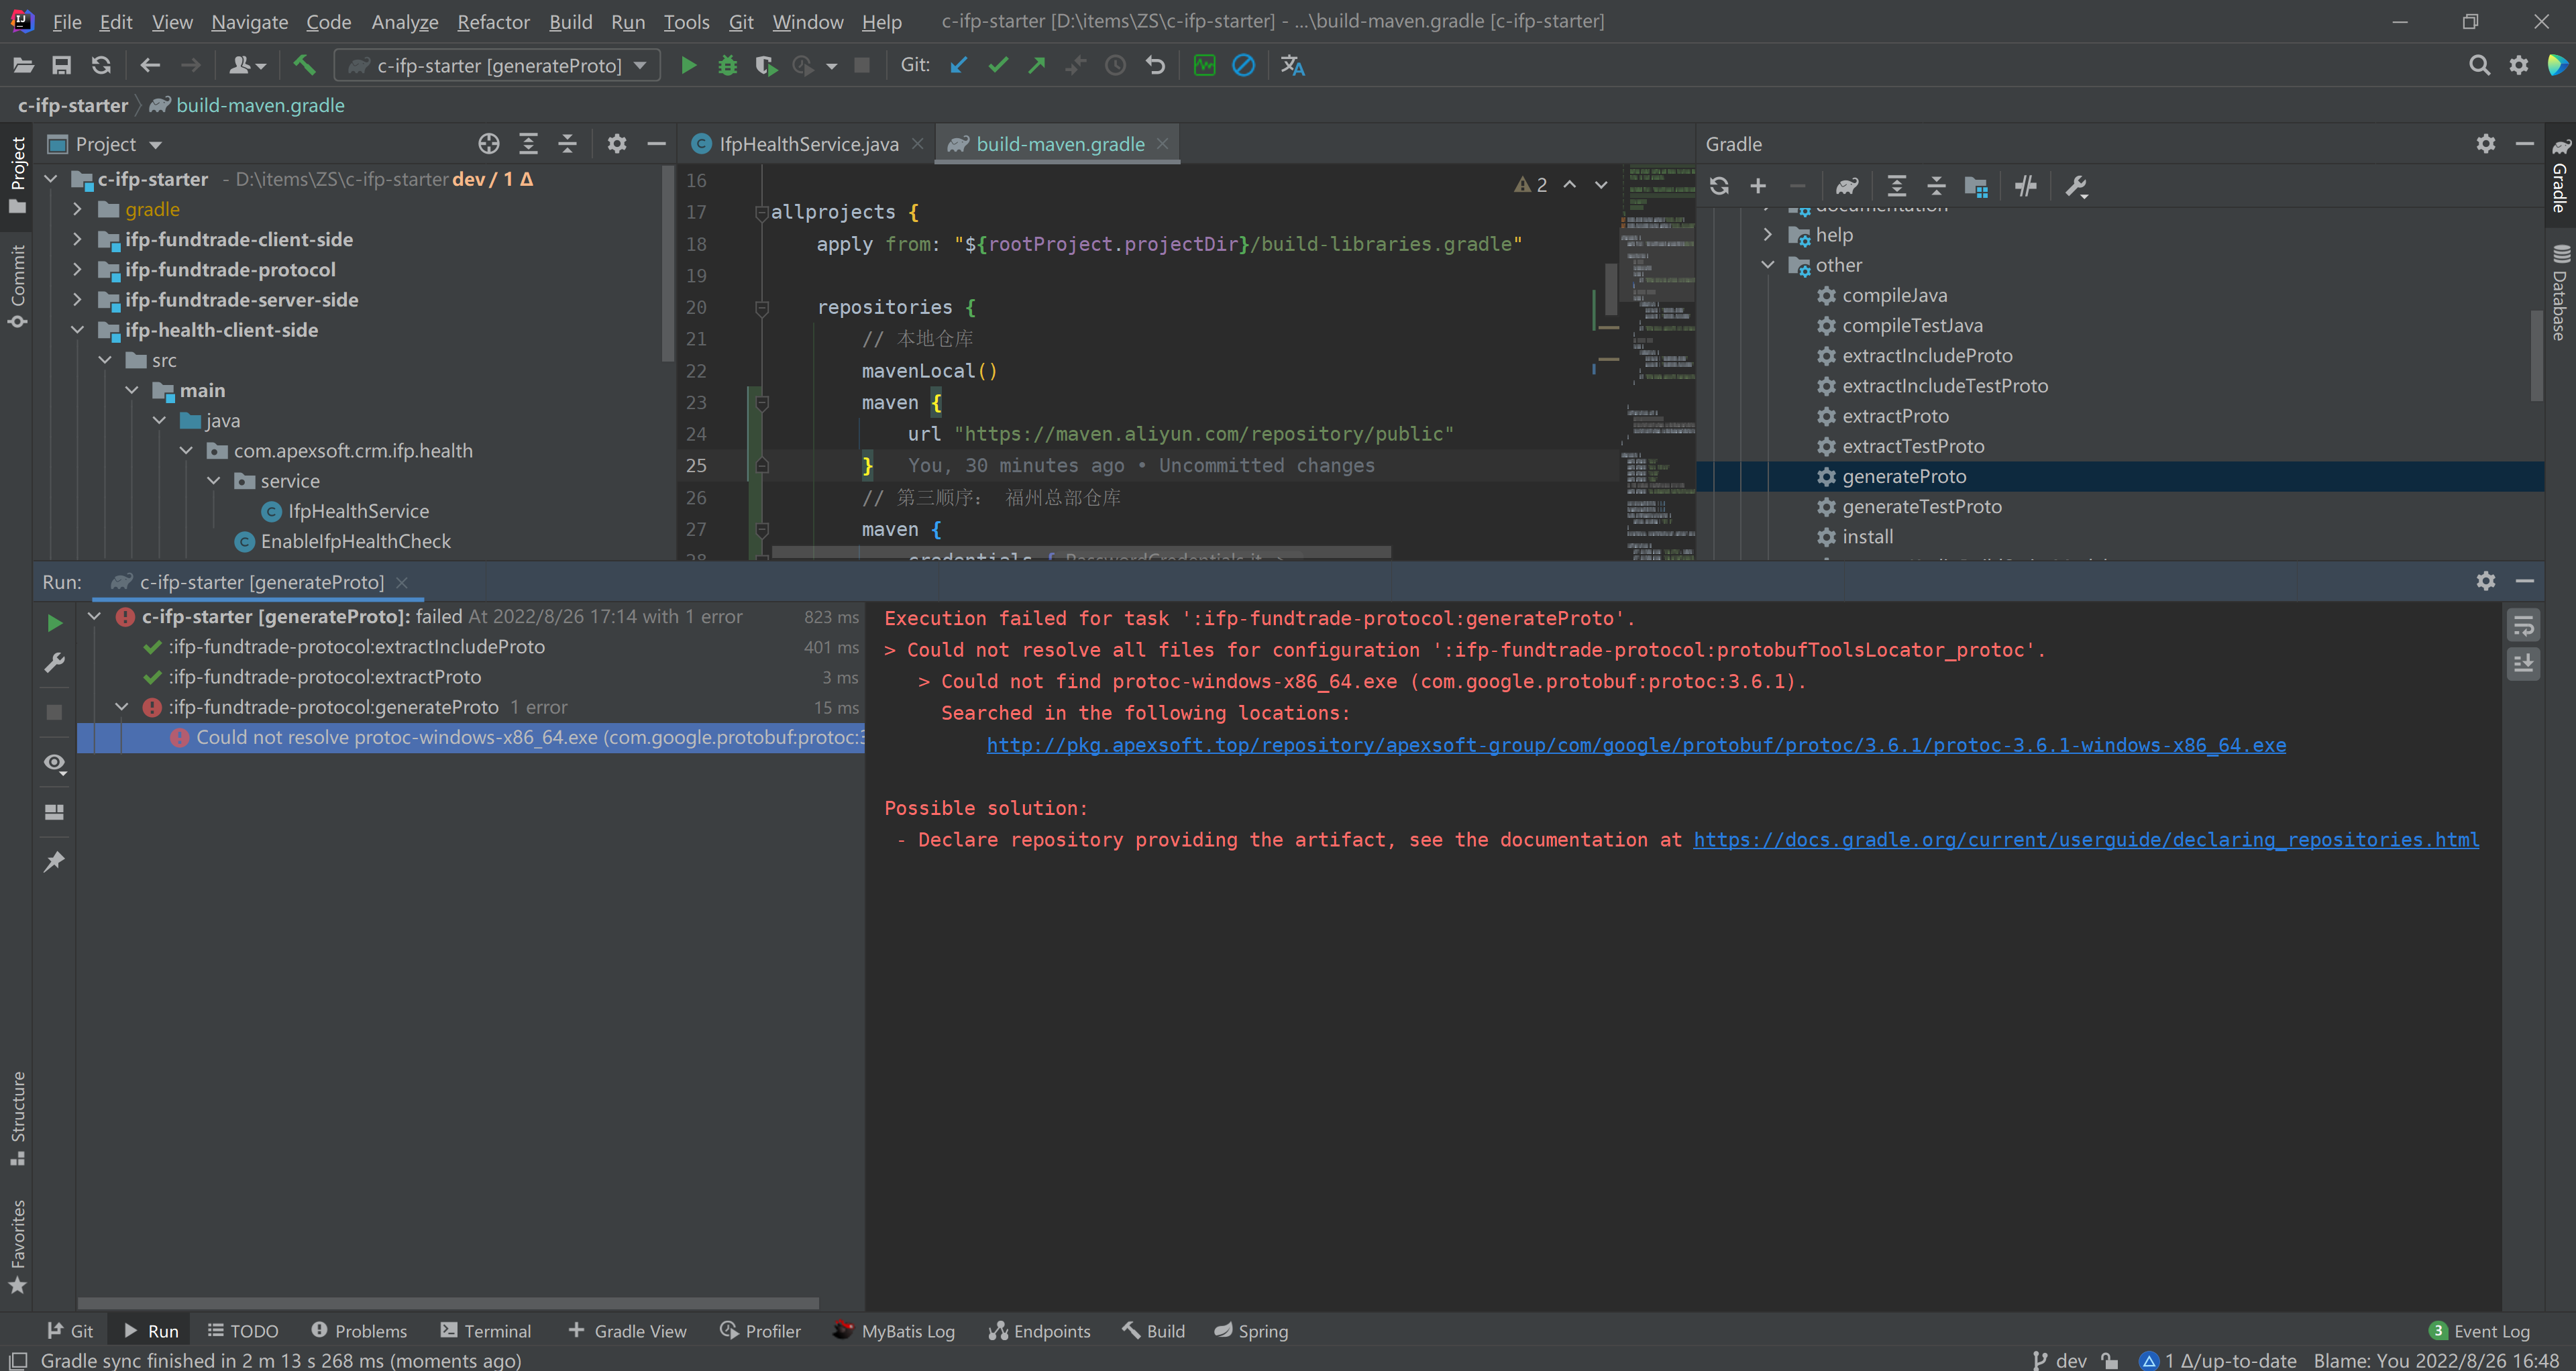 File Edit View Navigate Code Analyze Refactor Build Run Tools Git Window Help c-ifp-starter [D:\items\ZS\c-ifp-starter] - ...\build-maven.gradle [c-ifp-starter]
c-ifp-starter [generateProto] Git:
c-ifp-starter build-maven.gradle
Project
Commit
Structure
Favorites
Project
c-ifp-starter - D:\items\ZS\c-ifp-starter dev / 1 Δ
gradle
ifp-fundtrade-client-side
ifp-fundtrade-protocol
ifp-fundtrade-server-side
ifp-health-client-side
src
main
java
com.apexsoft.crm.ifp.health
service
IfpHealthService
EnableIfpHealthCheck
IfpHealthService.java build-maven.gradle
2
16
17 allprojects {
18 apply from: "${rootProject.projectDir}/build-libraries.gradle"
19
20 repositories {
21 // 本地仓库
22 mavenLocal()
23 maven {
24 url "https://maven.aliyun.com/repository/public"
25 } You, 30 minutes ago • Uncommitted changes
26 // 第三顺序： 福州总部仓库
27 maven {
28 credentials { PasswordCredentials it ->
Gradle
documentation
help
other
compileJava
compileTestJava
extractIncludeProto
extractIncludeTestProto
extractProto
extractTestProto
generateProto
generateTestProto
install
Gradle
Database
Run: c-ifp-starter [generateProto]
c-ifp-starter [generateProto]: failed At 2022/8/26 17:14 with 1 error 823 ms
:ifp-fundtrade-protocol:extractIncludeProto 401 ms
:ifp-fundtrade-protocol:extractProto 3 ms
:ifp-fundtrade-protocol:generateProto 1 error 15 ms
Could not resolve protoc-windows-x86_64.exe (com.google.protobuf:protoc:3
Execution failed for task ':ifp-fundtrade-protocol:generateProto'.
> Could not resolve all files for configuration ':ifp-fundtrade-protocol:protobufToolsLocator_protoc'.
> Could not find protoc-windows-x86_64.exe (com.google.protobuf:protoc:3.6.1).
Searched in the following locations:
http://pkg.apexsoft.top/repository/apexsoft-group/com/google/protobuf/protoc/3.6.1/protoc-3.6.1-windows-x86_64.exe
Possible solution:
- Declare repository providing the artifact, see the documentation at https://docs.gradle.org/current/userguide/declaring_repositories.html
Git Run TODO Problems Terminal Gradle View Profiler MyBatis Log Endpoints Build Spring 3 Event Log
Gradle sync finished in 2 m 13 s 268 ms (moments ago) dev 1 Δ/up-to-date Blame: You 2022/8/26 16:48